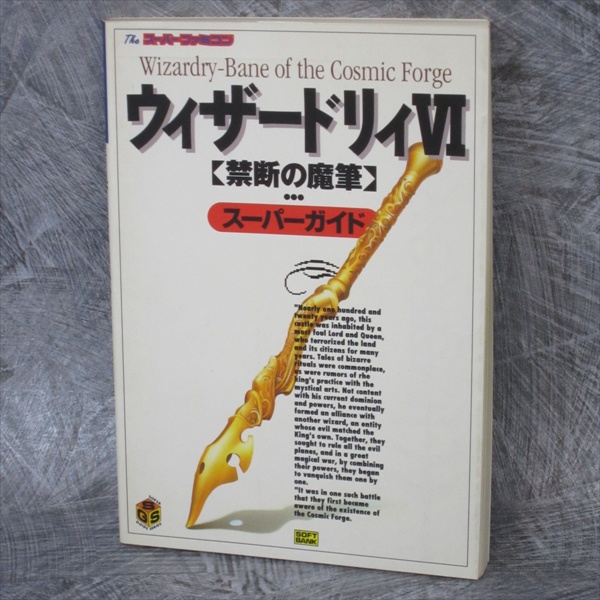 The スーパーファミコン
Wizardry-Bane of the Cosmic Forge
ウィザードリィⅥ
【禁断の魔筆】
•••
スーパーガイド
"Nearly one hundred and
twenty years ago, this
castle was inhabited by a
most foul Lord and Queen,
who terrorized the land
and its citizens for many
years. Tales of bizarre
rituals were commonplace,
as were rumors of rhe
king's practice with the
mystical arts. Not content
with his current dominion
and powers, he eventually
formed an alliance with
another wizard, an entity
whose evil matched the
King's own. Together, they
sought to rule all the evil
planes, and in a great
magical war, by combining
their powers, they began
to vanquish them one by
one.
"It was in one such battle
that they first became
aware of the existence of
the Cosmic Forge.
SGS
SOFT
BANK